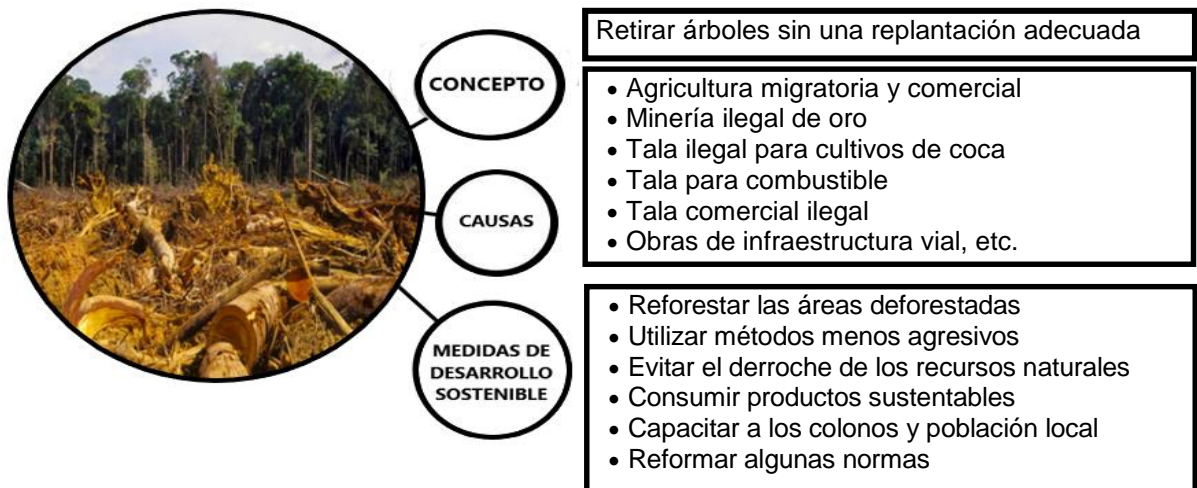 CONCEPTO
Retirar árboles sin una replantación adecuada
CAUSAS
• Agricultura migratoria y comercial
• Minería ilegal de oro
• Tala ilegal para cultivos de coca
• Tala para combustible
• Tala comercial ilegal
• Obras de infraestructura vial, etc.
MEDIDAS DE
DESARROLLO
SOSTENIBLE
• Reforestar las áreas deforestadas
• Utilizar métodos menos agresivos
• Evitar el derroche de los recursos naturales
• Consumir productos sustentables
• Capacitar a los colonos y población local
• Reformar algunas normas